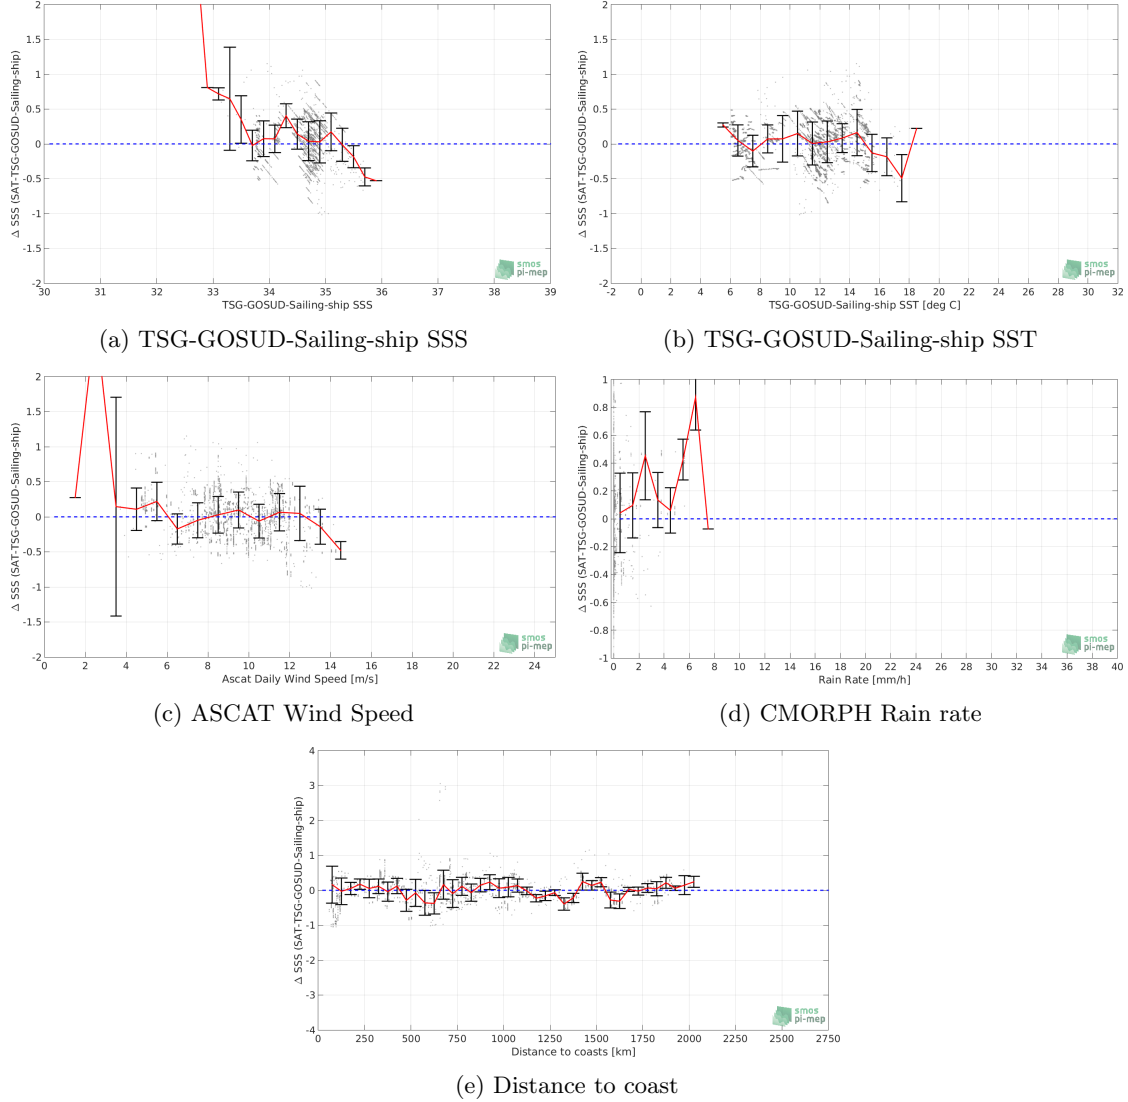 2
1.5
1
0.5
0
-0.5
-1
-1.5
-2
Δ SSS (SAT-TSG-GOSUD-Sailing-ship)
30 31 32 33 34 35 36 37 38 39
TSG-GOSUD-Sailing-ship SSS
smos
pi-mep
(a) TSG-GOSUD-Sailing-ship SSS
2
1.5
1
0.5
0
-0.5
-1
-1.5
-2
Δ SSS (SAT-TSG-GOSUD-Sailing-ship)
-2 0 2 4 6 8 10 12 14 16 18 20 22 24 26 28 30 32
TSG-GOSUD-Sailing-ship SST [deg C]
smos
pi-mep
(b) TSG-GOSUD-Sailing-ship SST
2
1.5
1
0.5
0
-0.5
-1
-1.5
-2
Δ SSS (SAT-TSG-GOSUD-Sailing-ship)
0 2 4 6 8 10 12 14 16 18 20 22 24
Ascat Daily Wind Speed [m/s]
smos
pi-mep
(c) ASCAT Wind Speed
1
0.8
0.6
0.4
0.2
0
-0.2
-0.4
-0.6
-0.8
-1
Δ SSS (SAT-TSG-GOSUD-Sailing-ship)
0 2 4 6 8 10 12 14 16 18 20 22 24 26 28 30 32 34 36 38 40
Rain Rate [mm/h]
smos
pi-mep
(d) CMORPH Rain rate
4
3
2
1
0
-1
-2
-3
-4
Δ SSS (SAT-TSG-GOSUD-Sailing-ship)
0 250 500 750 1000 1250 1500 1750 2000 2250 2500 2750
Distance to coasts [km]
smos
pi-mep
(e) Distance to coast